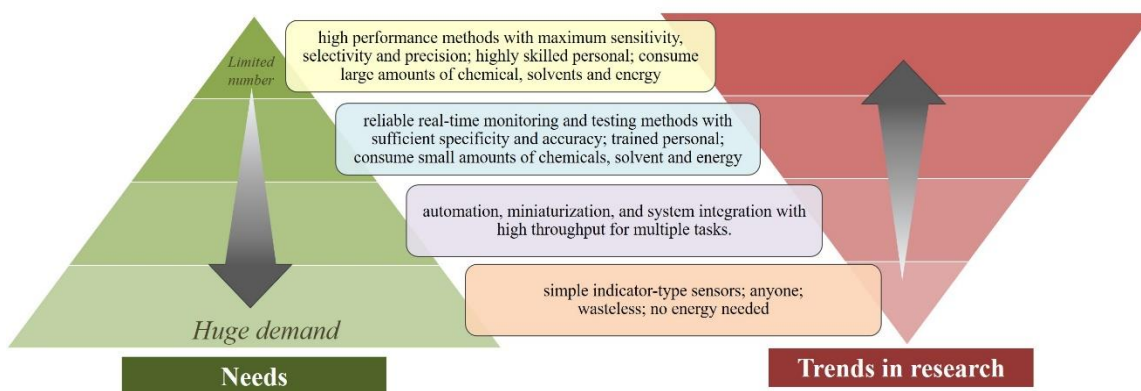 high performance methods with maximum sensitivity,
selectivity and precision; highly skilled personal; consume
large amounts of chemical, solvents and energy
Limited
number
reliable real-time monitoring and testing methods with
sufficient specificity and accuracy; trained personal;
consume small amounts of chemicals, solvent and energy
automation, miniaturization, and system integration with
high throughput for multiple tasks.
simple indicator-type sensors; anyone;
wasteless; no energy needed
Huge demand
Needs
Trends in research